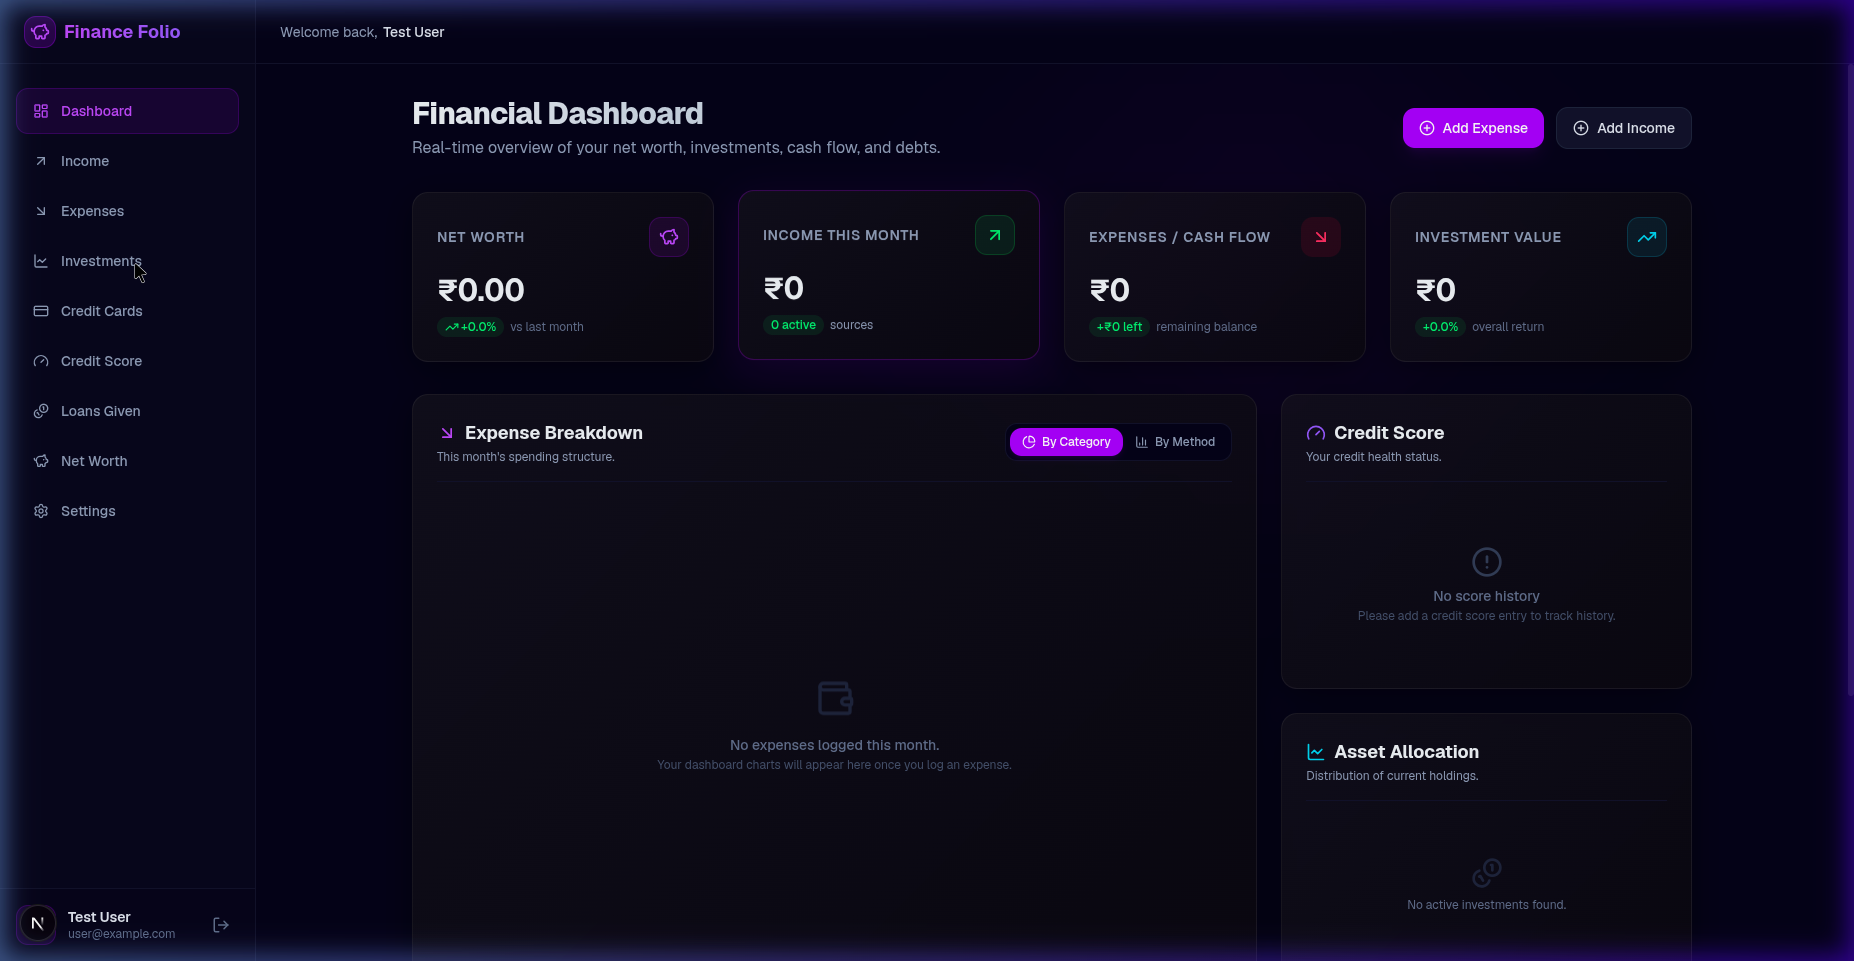 Finance Folio
Welcome back, Test User
Dashboard
Income
Expenses
Investments
Credit Cards
Credit Score
Loans Given
Net Worth
Settings
N
Test User
user@example.com
Financial Dashboard
Real-time overview of your net worth, investments, cash flow, and debts.
Add Expense
Add Income
NET WORTH
₹0.00
+0.0% vs last month
INCOME THIS MONTH
₹0
0 active sources
EXPENSES / CASH FLOW
₹0
+₹0 left remaining balance
INVESTMENT VALUE
₹0
+0.0% overall return
Expense Breakdown
This month's spending structure.
By Category
By Method
No expenses logged this month.
Your dashboard charts will appear here once you log an expense.
Credit Score
Your credit health status.
No score history
Please add a credit score entry to track history.
Asset Allocation
Distribution of current holdings.
No active investments found.